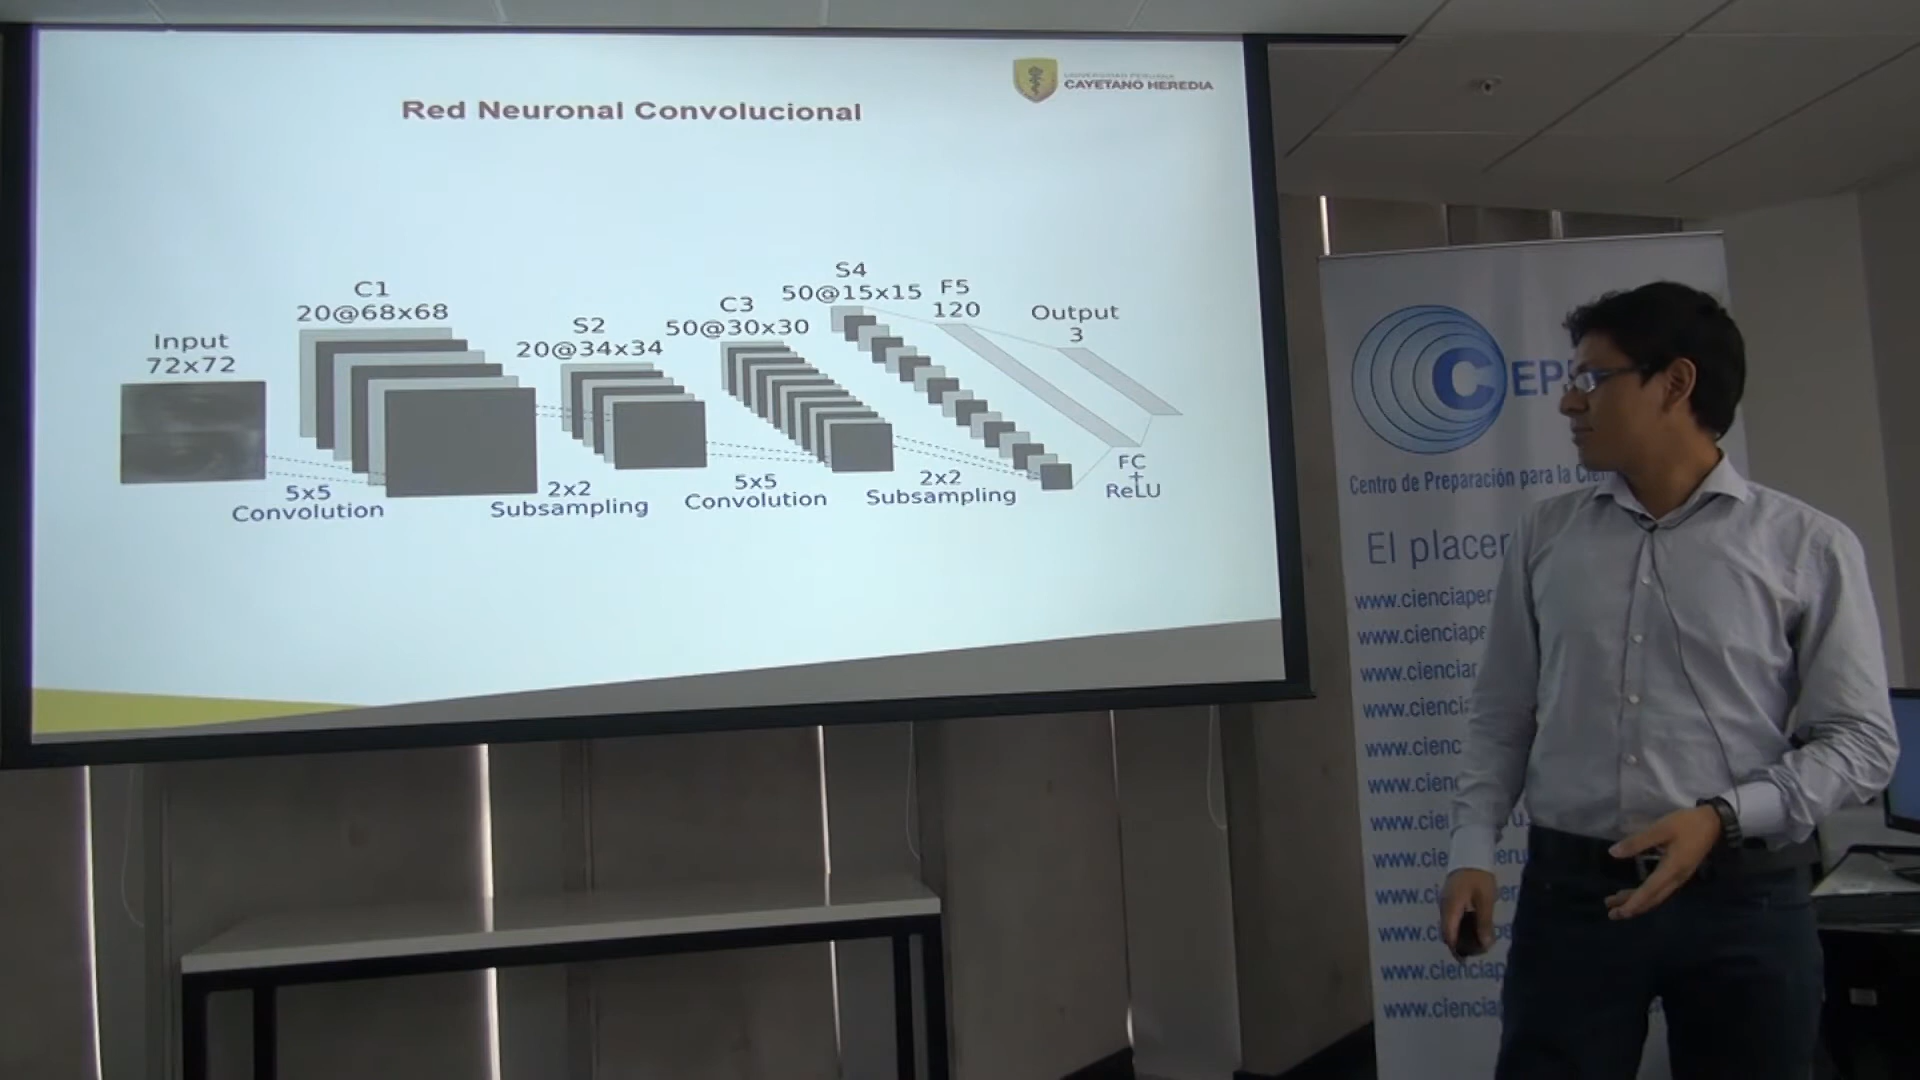 UNIVERSIDAD PERUANA
CAYETANO HEREDIA
Red Neuronal Convolucional
Input
72x72
C1
20@68x68
S2
20@34x34
C3
50@30x30
S4
50@15x15
F5
120
Output
3
5x5
Convolution
2x2
Subsampling
5x5
Convolution
2x2
Subsampling
FC
+
ReLU
C
Centro de Preparación para la
El placer
www.cienciaper
www.cienciape
www.cienciar
www.cienci
www.cienc
www.cien
www.cie
www.cie
www.ci
www.c
www.cienciap
www.ciencia